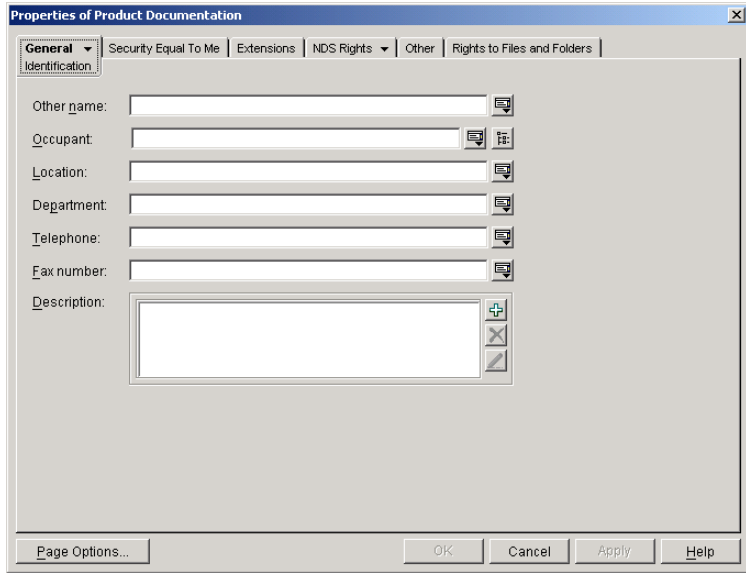 Properties of Product Documentation
General Security Equal To Me Extensions NDS Rights Other Rights to Files and Folders
Identification
Other name:
Occupant:
Location:
Department:
Telephone:
Fax number:
Description:
Page Options... OK Cancel Apply Help